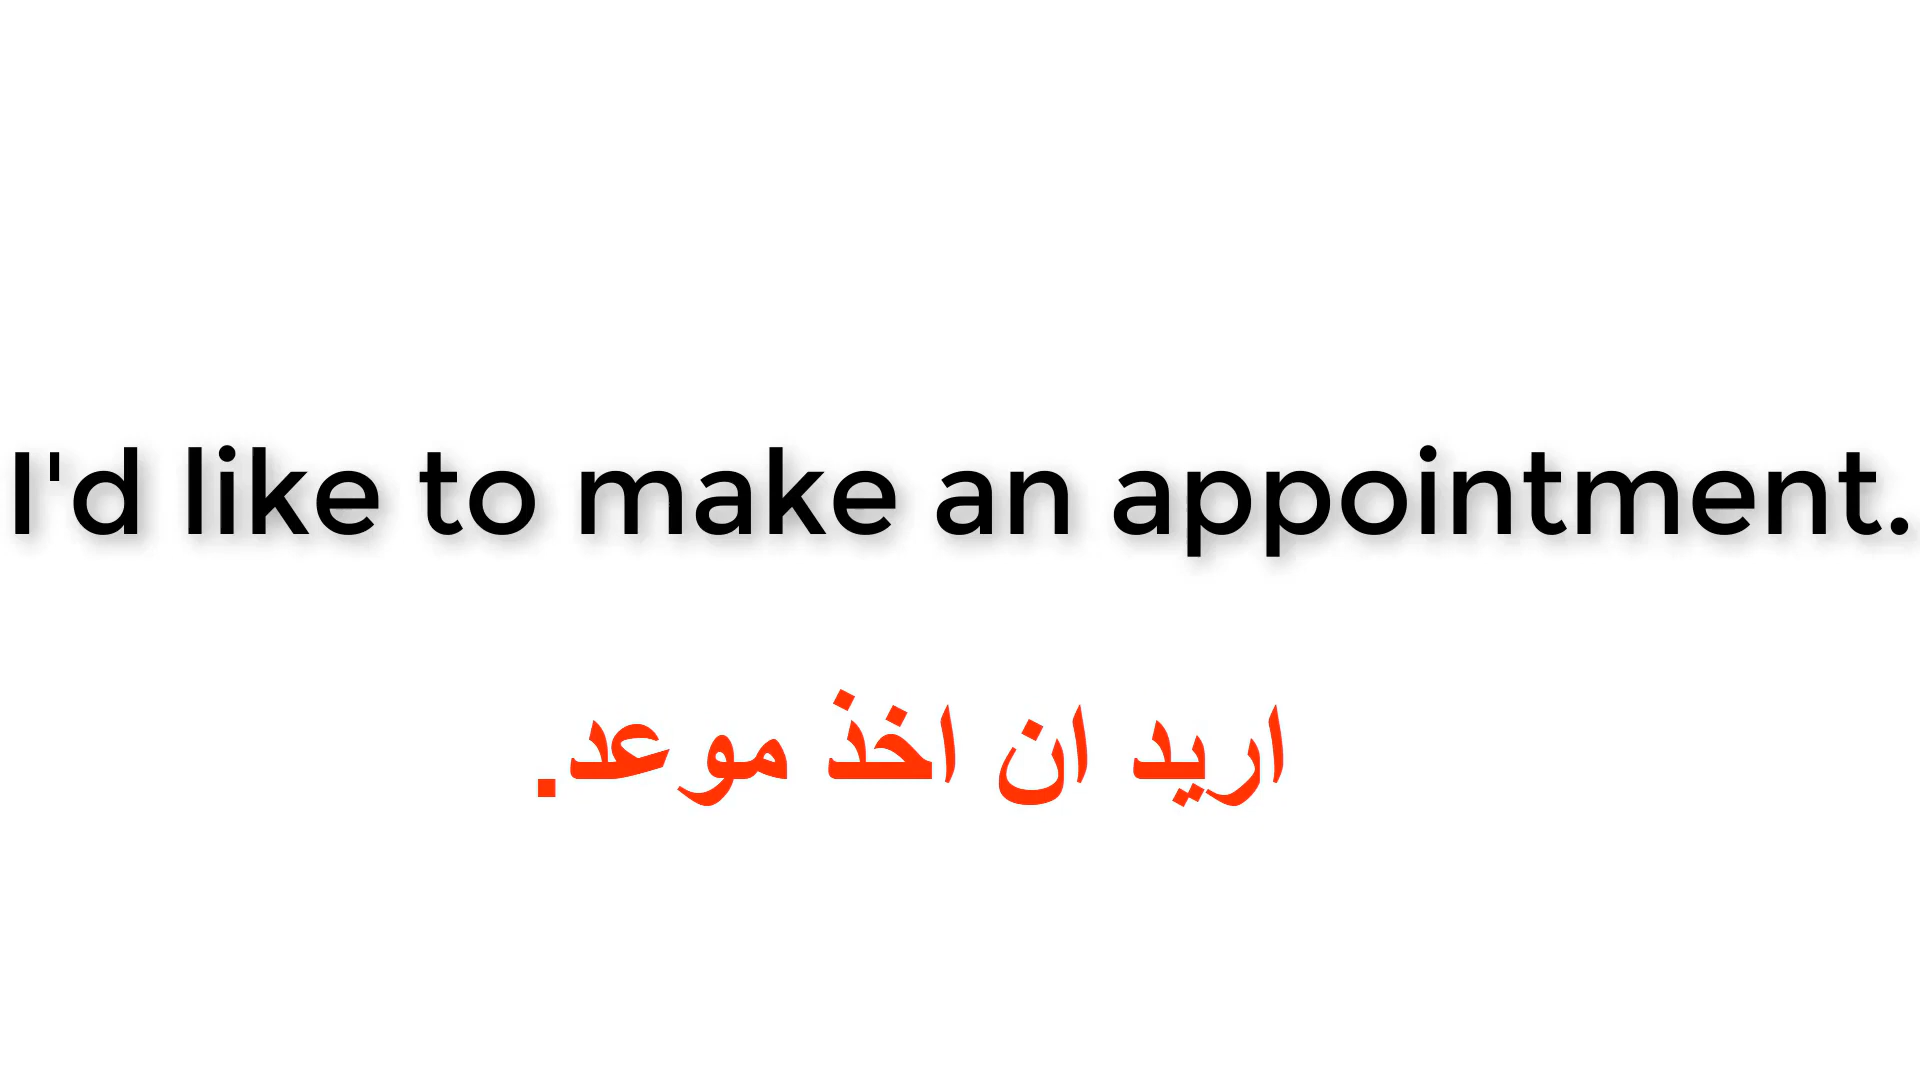 I'd like to make an appointment.
اريد ان اخذ موعد.